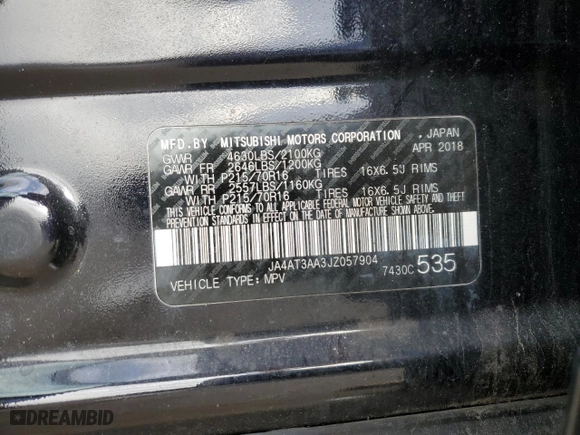 MFD.BY MITSUBISHI MOTORS CORPORATION , JAPAN
GVWR 4630LBS/2100KG APR 2018
GAWR FR 2646LBS/1200KG
WITH P215/70R16 TIRES 16X6.5J RIMS
GAWR RR 2557LBS/1160KG
WITH P215/70R16 TIRES 16X6.5J RIMS
THIS VEHICLE CONFORMS TO ALL APPLICABLE FEDERAL MOTOR VEHICLE SAFETY AND
THEFT PREVENTION STANDARDS IN EFFECT ON THE DATE OF MANUFACTURE SHOWN ABOVE.
JA4AT3AA3JZ057904
VEHICLE TYPE: MPV 7430C 535
DREAMBID